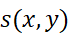 s(x, y)